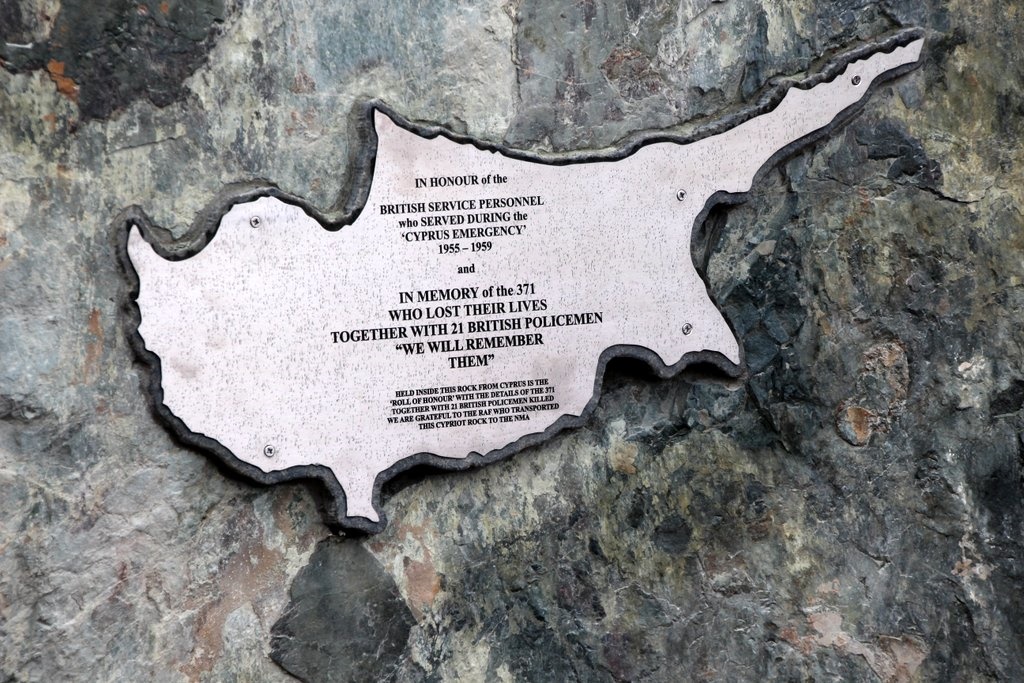 IN HONOUR of the
BRITISH SERVICE PERSONNEL
who SERVED DURING the
‘CYPRUS EMERGENCY’
1955 – 1959
and
IN MEMORY of the 371
WHO LOST THEIR LIVES
TOGETHER WITH 21 BRITISH POLICEMEN
“WE WILL REMEMBER
THEM”
HELD INSIDE THIS ROCK FROM CYPRUS IS THE
‘ROLL OF HONOUR’ WITH THE DETAILS OF THE 371
TOGETHER WITH 21 BRITISH POLICEMEN KILLED
WE ARE GRATEFUL TO THE RAF WHO TRANSPORTED
THIS CYPRIOT ROCK TO THE NMA